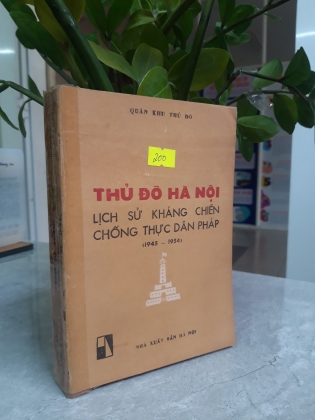 QUÂN KHU THỦ ĐÔ
200
THỦ ĐÔ HÀ NỘI
LỊCH SỬ KHÁNG CHIẾN
CHỐNG THỰC DÂN PHÁP
(1945 - 1954)
NHÀ XUẤT BẢN HÀ NỘI